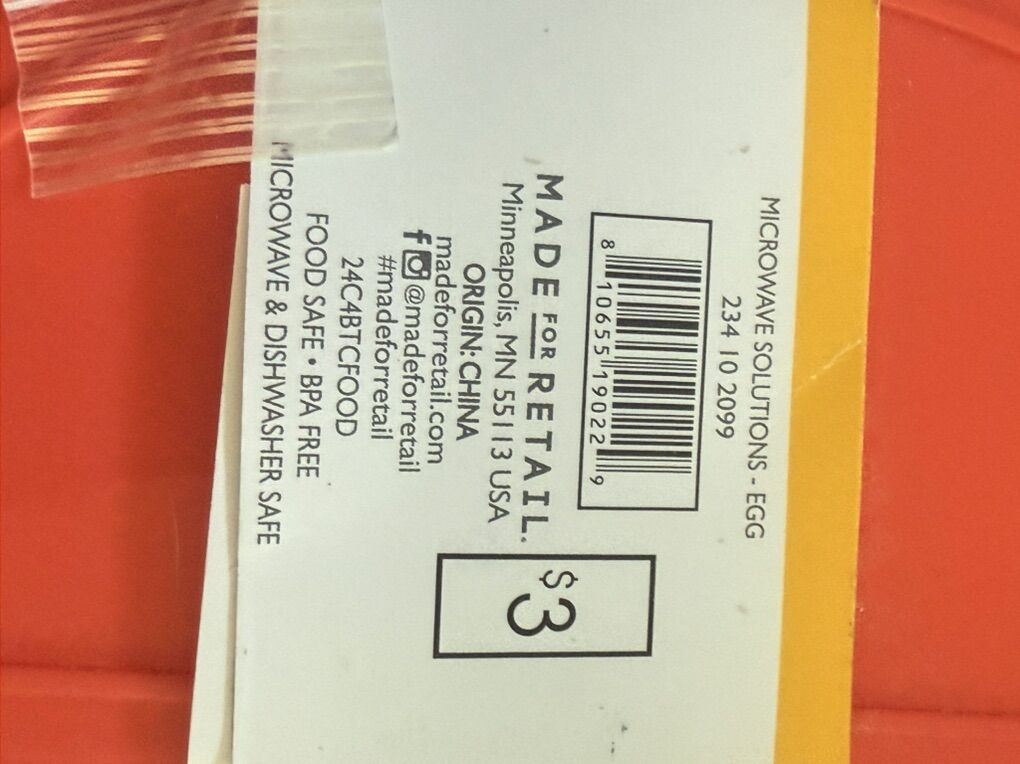 MICROWAVE SOLUTIONS - EGG
234 10 2099
8 10655 19022 9
MADE FOR RETAIL.
Minneapolis, MN 55113 USA
ORIGIN: CHINA
madeforretail.com
@madeforretail
#madeforretail
24C4BTCFOOD
FOOD SAFE • BPA FREE
MICROWAVE & DISHWASHER SAFE
$3